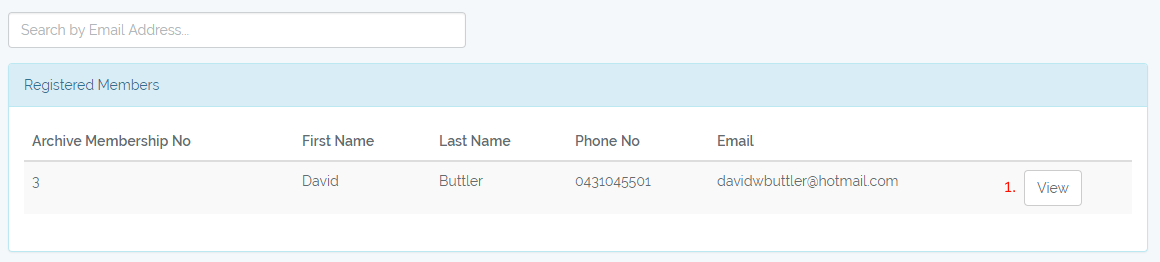 Search by Email Address...
Registered Members
Archive Membership No First Name Last Name Phone No Email
3 David Buttler 0431045501 davidwbuttler@hotmail.com 1. View